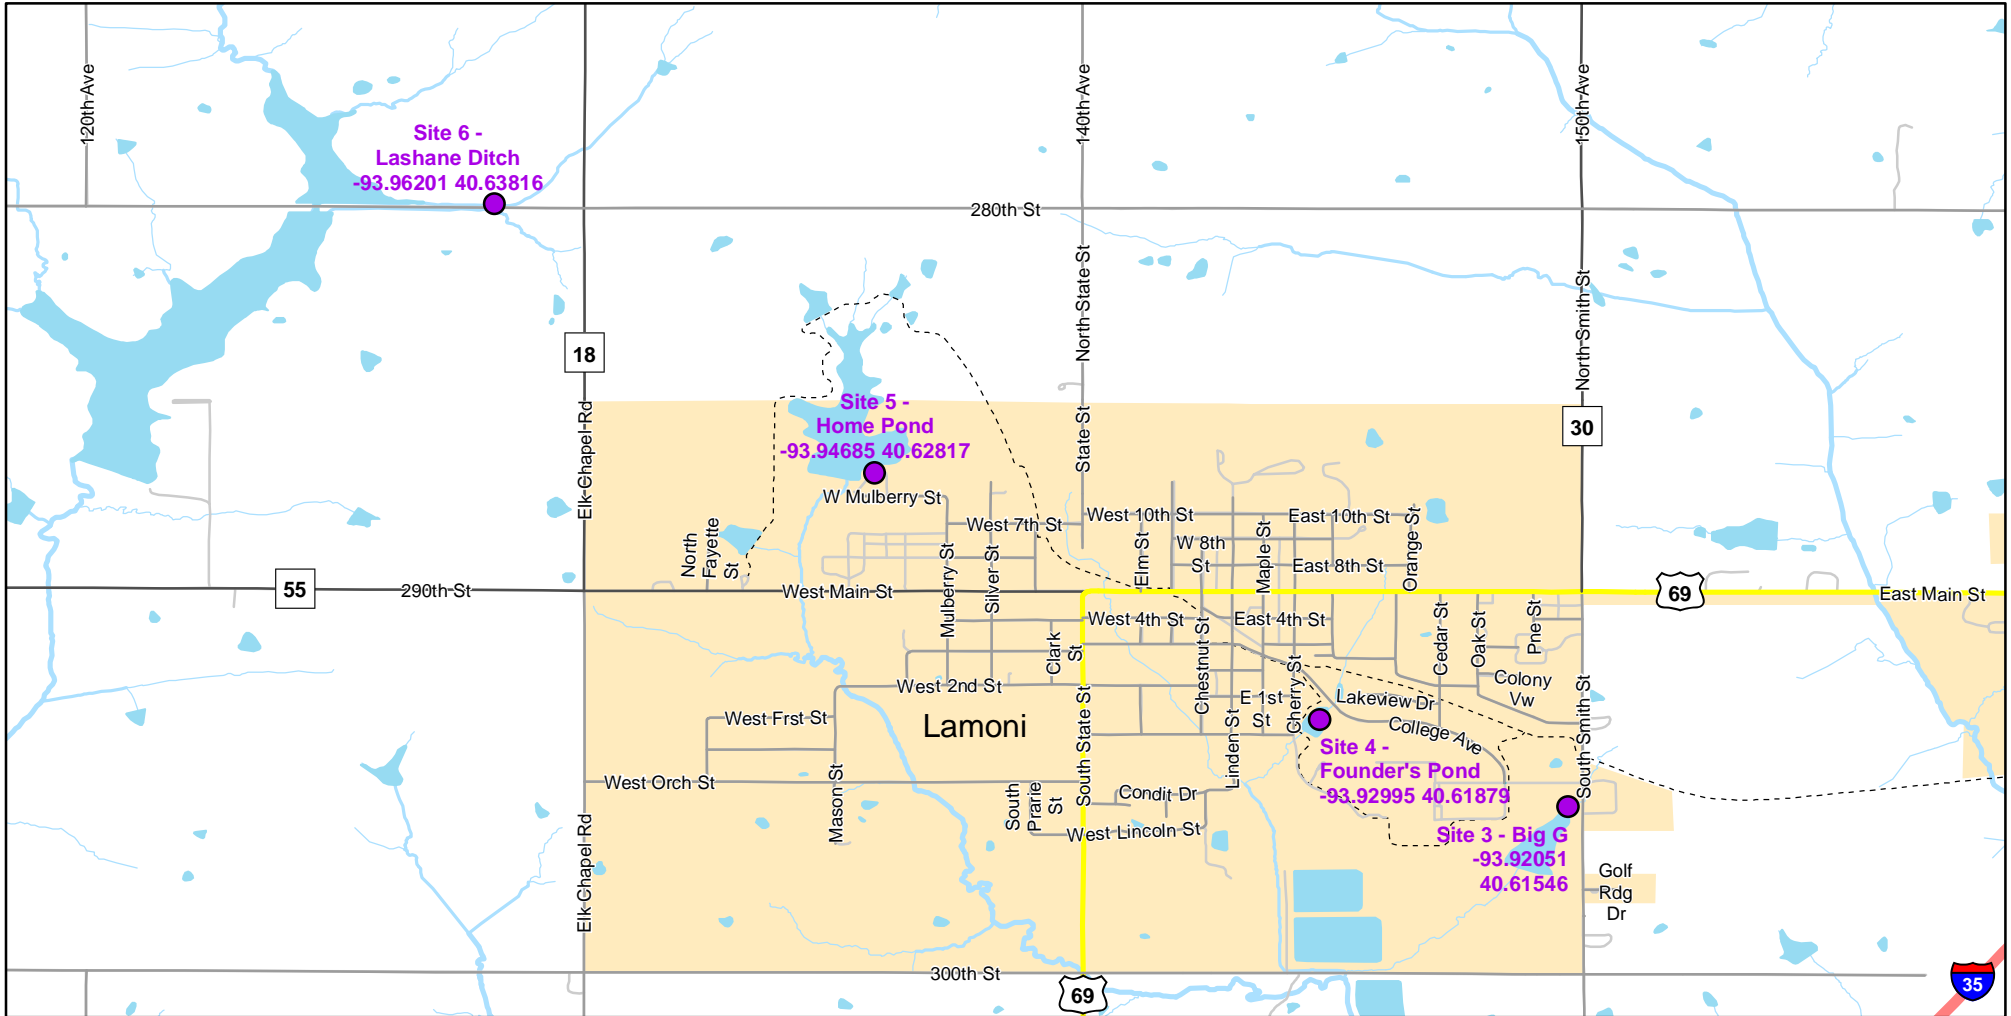 120th Ave
140th Ave
150th Ave
Site 6 -
Lashane Ditch
-93.96201 40.63816
280th St
North State St
North Smith St
18
Elk Chapel Rd
Site 5 -
Home Pond
-93.94685 40.62817
State St
30
W Mulberry St
West 7th St
West 10th St
East 10th St
Orange St
North
Fayette
St
Mulberry St
Silver St
Elm St
W 8th
St
Maple St
East 8th St
55
290th St
West Main St
69
East Main St
West 4th St
East 4th St
Clark
St
Chestnut St
Cedar St
Oak St
Pne St
West 2nd St
E 1st
St
Cherry St
Lakeview Dr
Colony
Vw
West Frst St
Lamoni
South State St
Linden St
College Ave
South Smith St
Site 4 -
Founder's Pond
-93.92995 40.61879
West Orch St
Mason St
South
Prairie
St
Condit Dr
West Lincoln St
Site 3 - Big G
-93.92051
40.61546
Elk Chapel Rd
Golf
Rdg
Dr
300th St
69
35